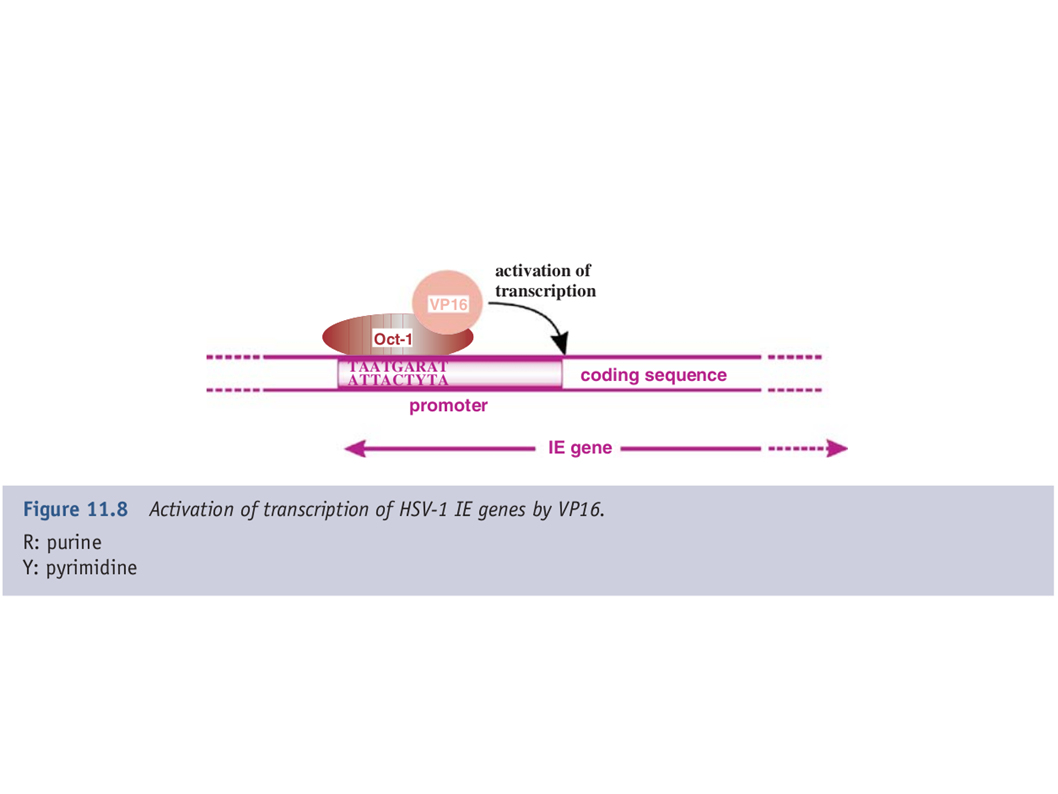 activation of
transcription
VP16
Oct-1
TAATGARAT
ATTACTYTA
coding sequence
promoter
IE gene
Figure 11.8 Activation of transcription of HSV-1 IE genes by VP16.
R: purine
Y: pyrimidine